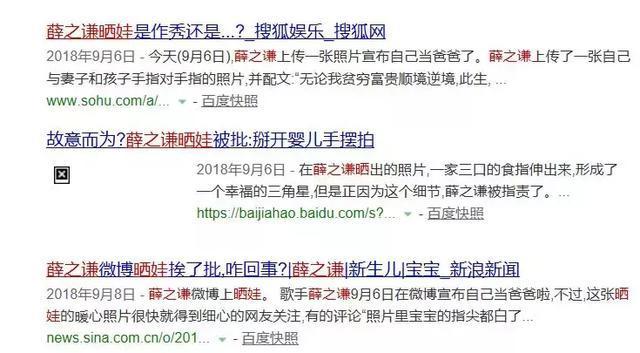 薛之谦晒娃是作秀还是...?_搜狐娱乐_搜狐网
2018年9月6日 - 今天(9月6日),薛之谦上传一张照片宣布自己当爸爸了。薛之谦上传了一张自己
与妻子和孩子手指对手指的照片,并配文:“无论我贫穷富贵顺境逆境,此生, ...
www.sohu.com/a/... - 百度快照
故意而为?薛之谦晒娃被批:掰开婴儿手摆拍
2018年9月6日 - 在薛之谦晒出的照片,一家三口的食指伸出来,形成了
一个幸福的三角星,但是正因为这个细节,薛之谦被指责了。...
https://baijiahao.baidu.com/s?... - 百度快照
薛之谦微博晒娃挨了批,咋回事?|薛之谦|新生儿|宝宝_新浪新闻
2018年9月8日 - 薛之谦微博上晒娃。 歌手薛之谦9月6日在微博宣布自己当爸爸啦,不过,这张晒
娃的暖心照片很快就得到细心的网友关注,有的评论“照片里宝宝的指尖都白了...
news.sina.com.cn/o/201... - 百度快照